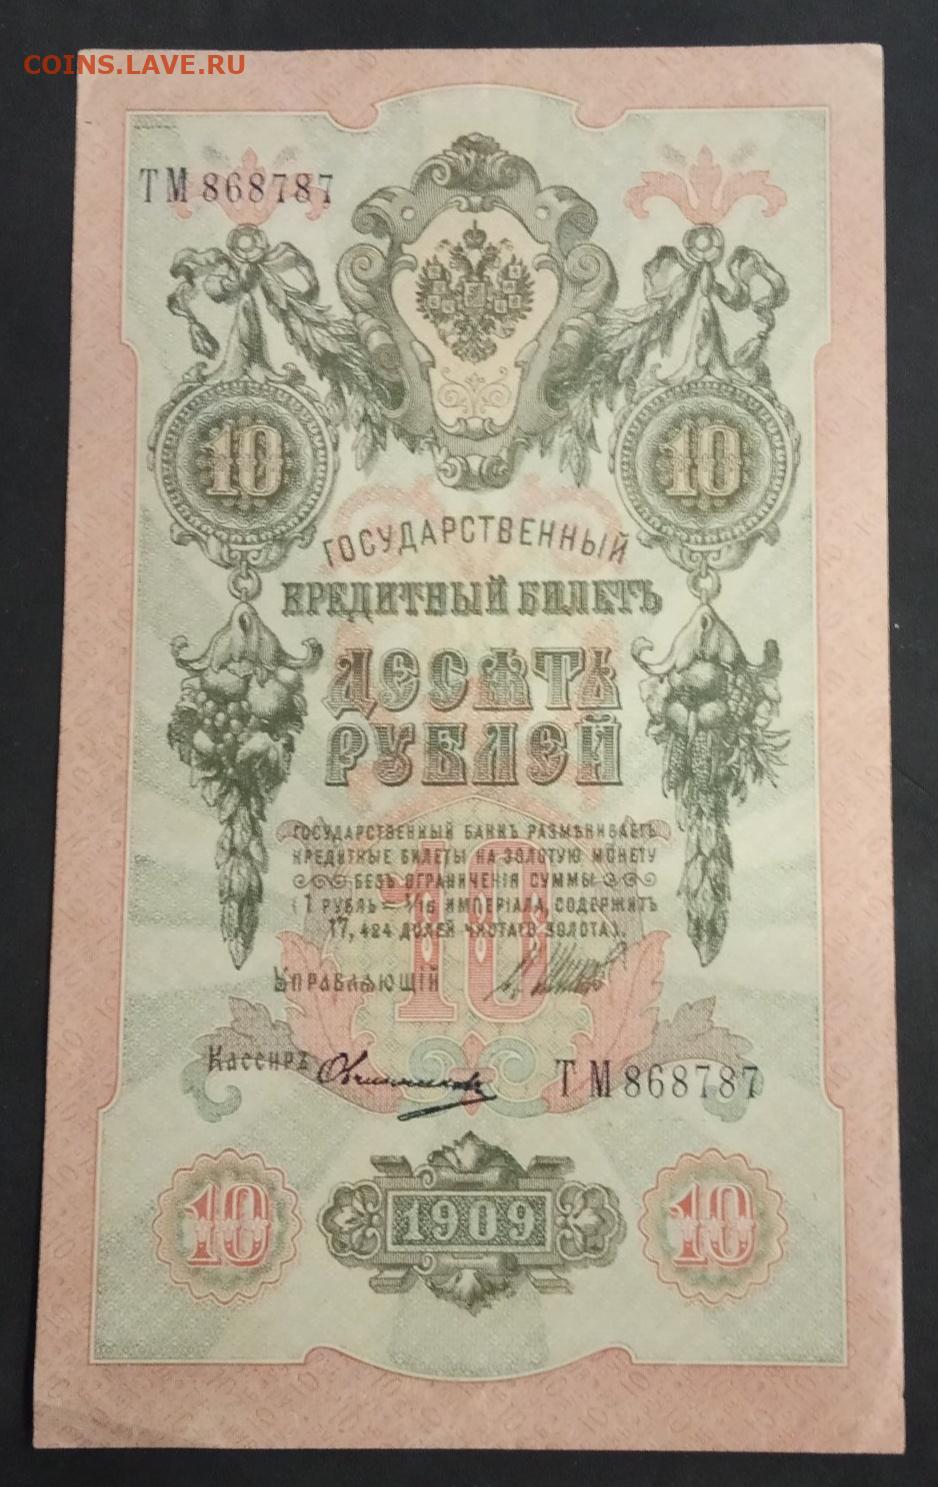 COINS.LAVE.RU
ТМ 868787
10 10
ГОСУДАРСТВЕННЫЙ
КРЕДИТНЫЙ БИЛЕТЪ
ДЕСЯТЬ
РУБЛЕЙ
ГОСУДАРСТВЕННЫЙ БАНКЪ РАЗМѢНИВАЕТЪ
КРЕДИТНЫЕ БИЛЕТЫ НА ЗОЛОТУЮ МОНЕТУ
БЕЗЪ ОГРАНИЧЕНІЯ СУММЫ
(1 РУБЛЬ = 1/15 ИМПЕРІАЛА, СОДЕРЖИТЪ
17,424 ДОЛЕЙ ЧИСТАГО ЗОЛОТА).
10
УПРАВЛЯЮЩІЙ
Кассиръ Овчинников
ТМ 868787
10 1909 10